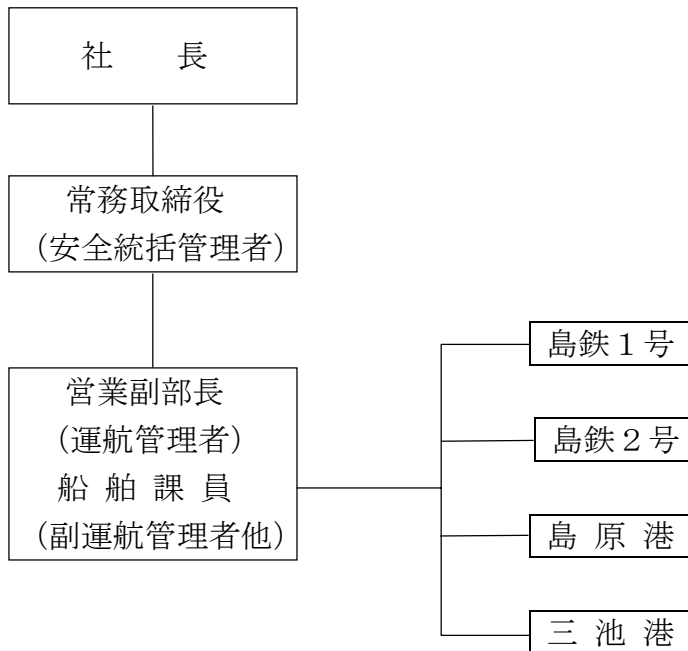 社　　長
常務取締役
（安全統括管理者）
営業副部長
（運航管理者）
船 舶 課 員
（副運航管理者他）
島鉄１号
島鉄２号
島 原 港
三 池 港